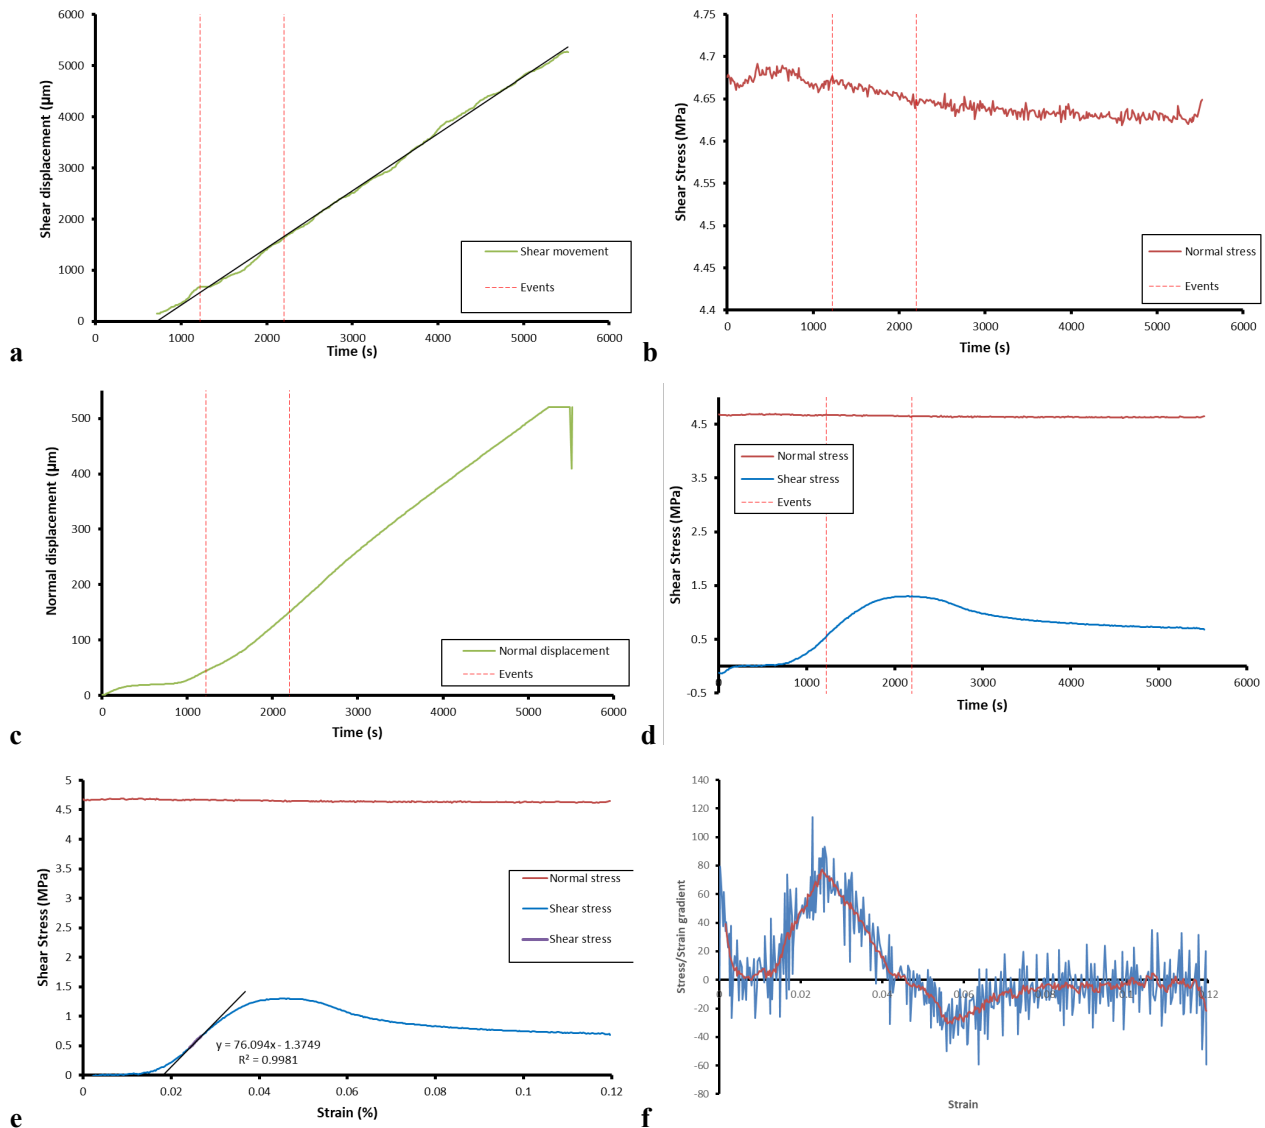 6000
5000
4000
3000
2000
1000
0
Shear displacement (µm)
0 1000 2000 3000 4000 5000 6000
Time (s)
Shear movement
Events
a
4.75
4.7
4.65
4.6
4.55
4.5
4.45
4.4
Shear Stress (MPa)
0 1000 2000 3000 4000 5000 6000
Time (s)
Normal stress
Events
b
500
400
300
200
100
0
Normal displacement (µm)
0 1000 2000 3000 4000 5000 6000
Time (s)
Normal displacement
Events
c
4.5
3.5
2.5
1.5
0.5
-0.5
Shear Stress (MPa)
0 1000 2000 3000 4000 5000 6000
Time (s)
Normal stress
Shear stress
Events
d
5
4.5
4
3.5
3
2.5
2
1.5
1
0.5
0
Shear Stress (MPa)
0 0.02 0.04 0.06 0.08 0.1 0.12
Strain (%)
Normal stress
Shear stress
Shear stress
y = 76.094x - 1.3749
R² = 0.9981
e
140
120
100
80
60
40
20
0
-20
-40
-60
-80
Stress/Strain gradient
0 0.02 0.04 0.06 0.08 0.1 0.12
Strain
f